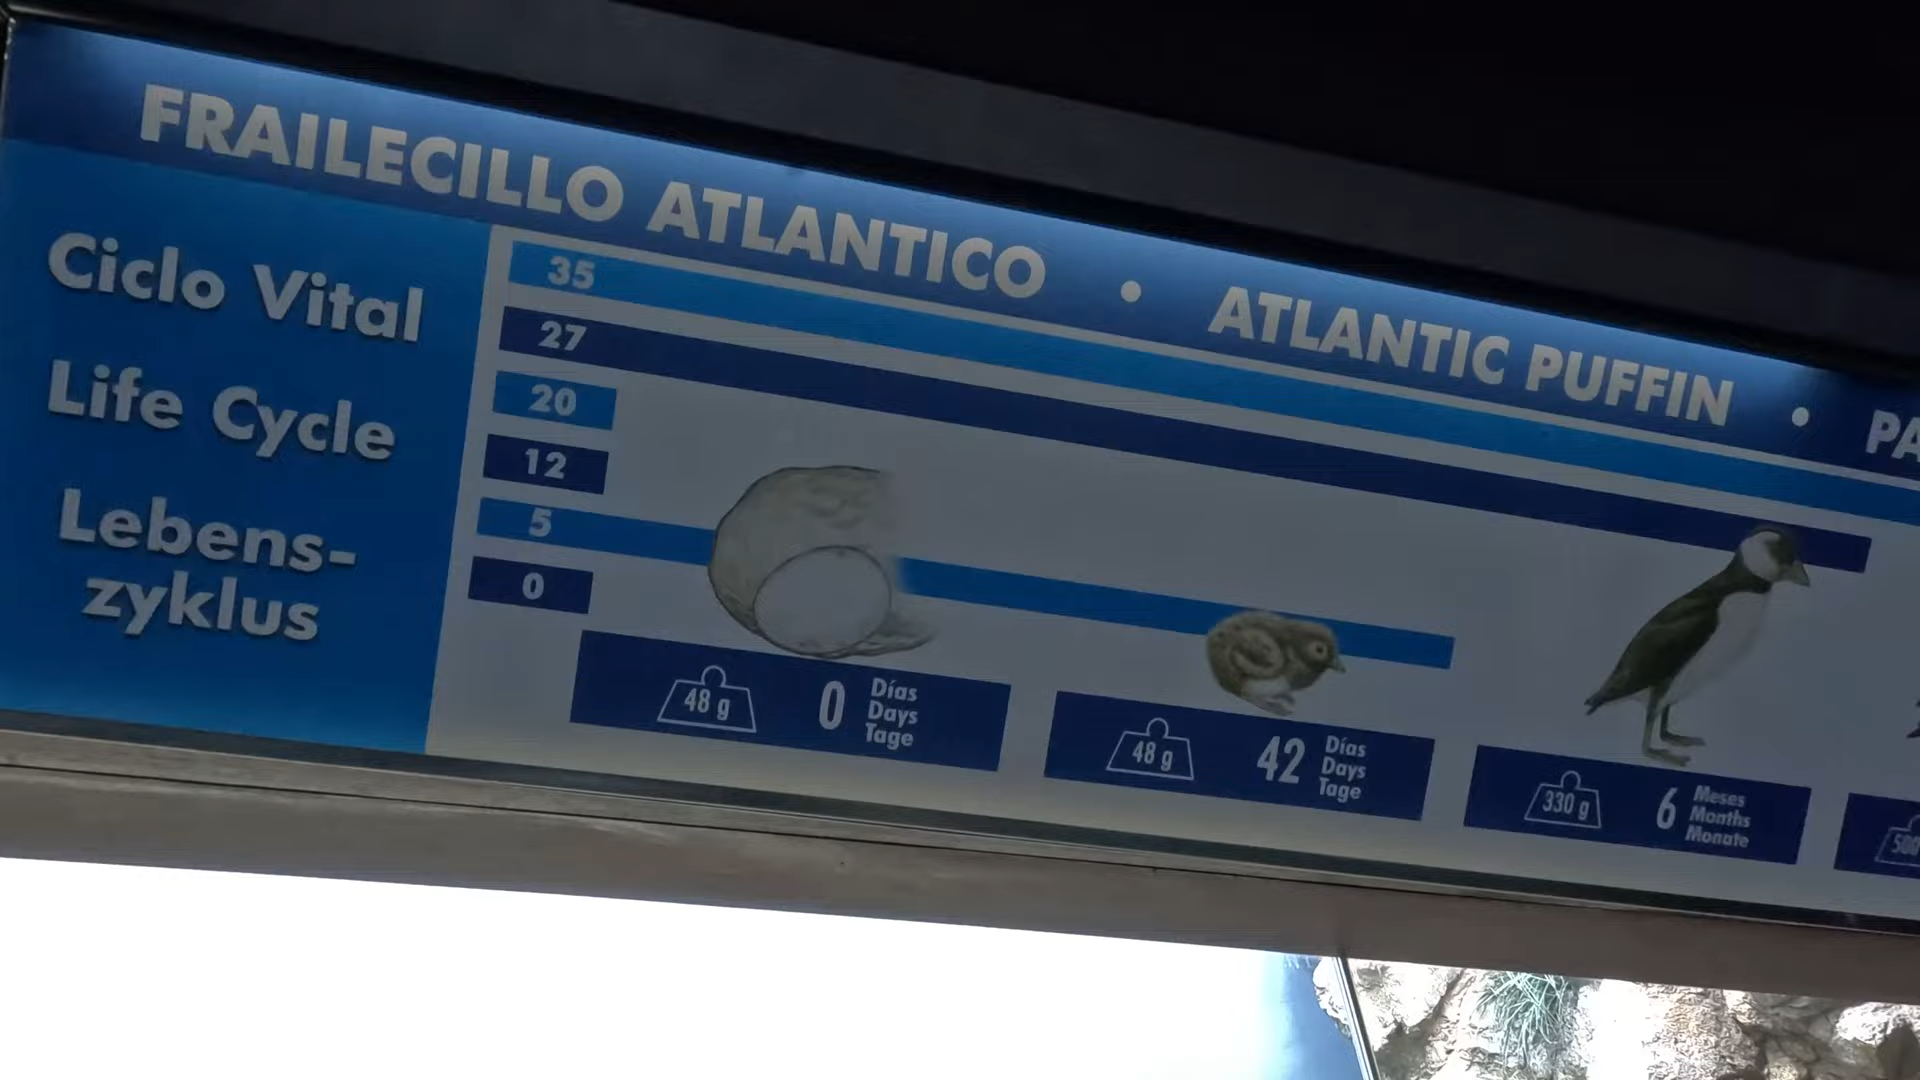 FRAILECILLO ATLANTICO • ATLANTIC PUFFIN •
Ciclo Vital
Life Cycle
Lebens-
zyklus
35
27
20
12
5
0
48 g
0
Días
Days
Tage
48 g
42
Días
Days
Tage
330 g
6
Meses
Months
Monate